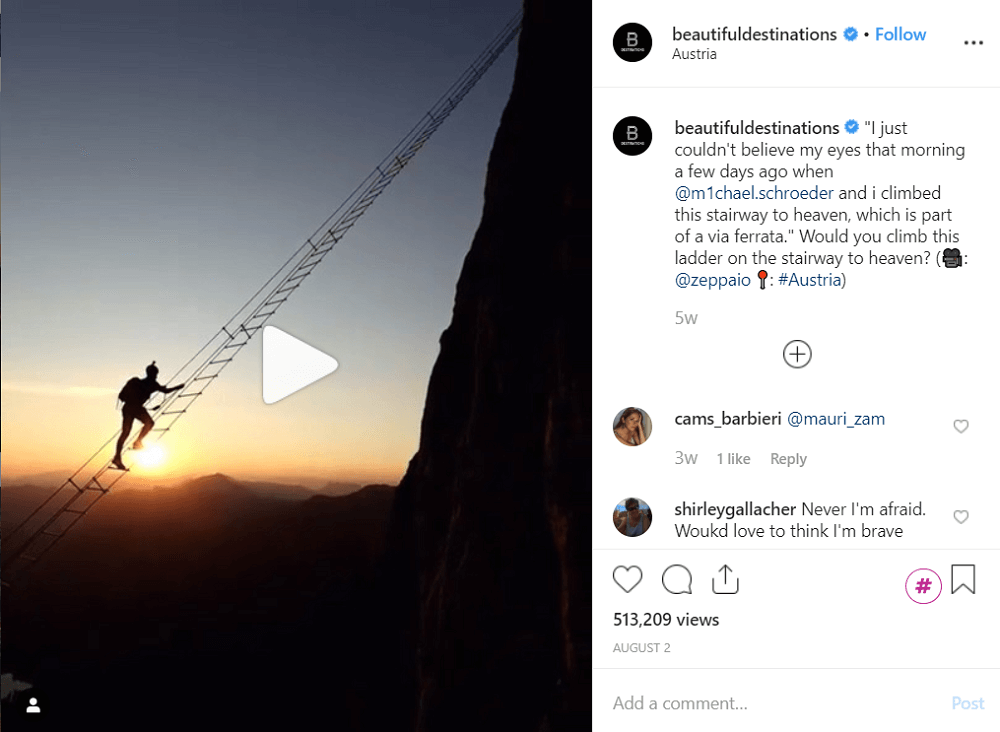 beautifuldestinations • Follow
Austria
beautifuldestinations "I just
couldn't believe my eyes that morning
a few days ago when
@m1chael.schroeder and i climbed
this stairway to heaven, which is part
of a via ferrata." Would you climb this
ladder on the stairway to heaven? (🎥:
@zeppaio📍: #Austria)
5w
cams_barbieri @mauri_zam
3w 1 like Reply
shirleygallacher Never I'm afraid.
Woukd love to think I'm brave
#
513,209 views
AUGUST 2
Add a comment... Post